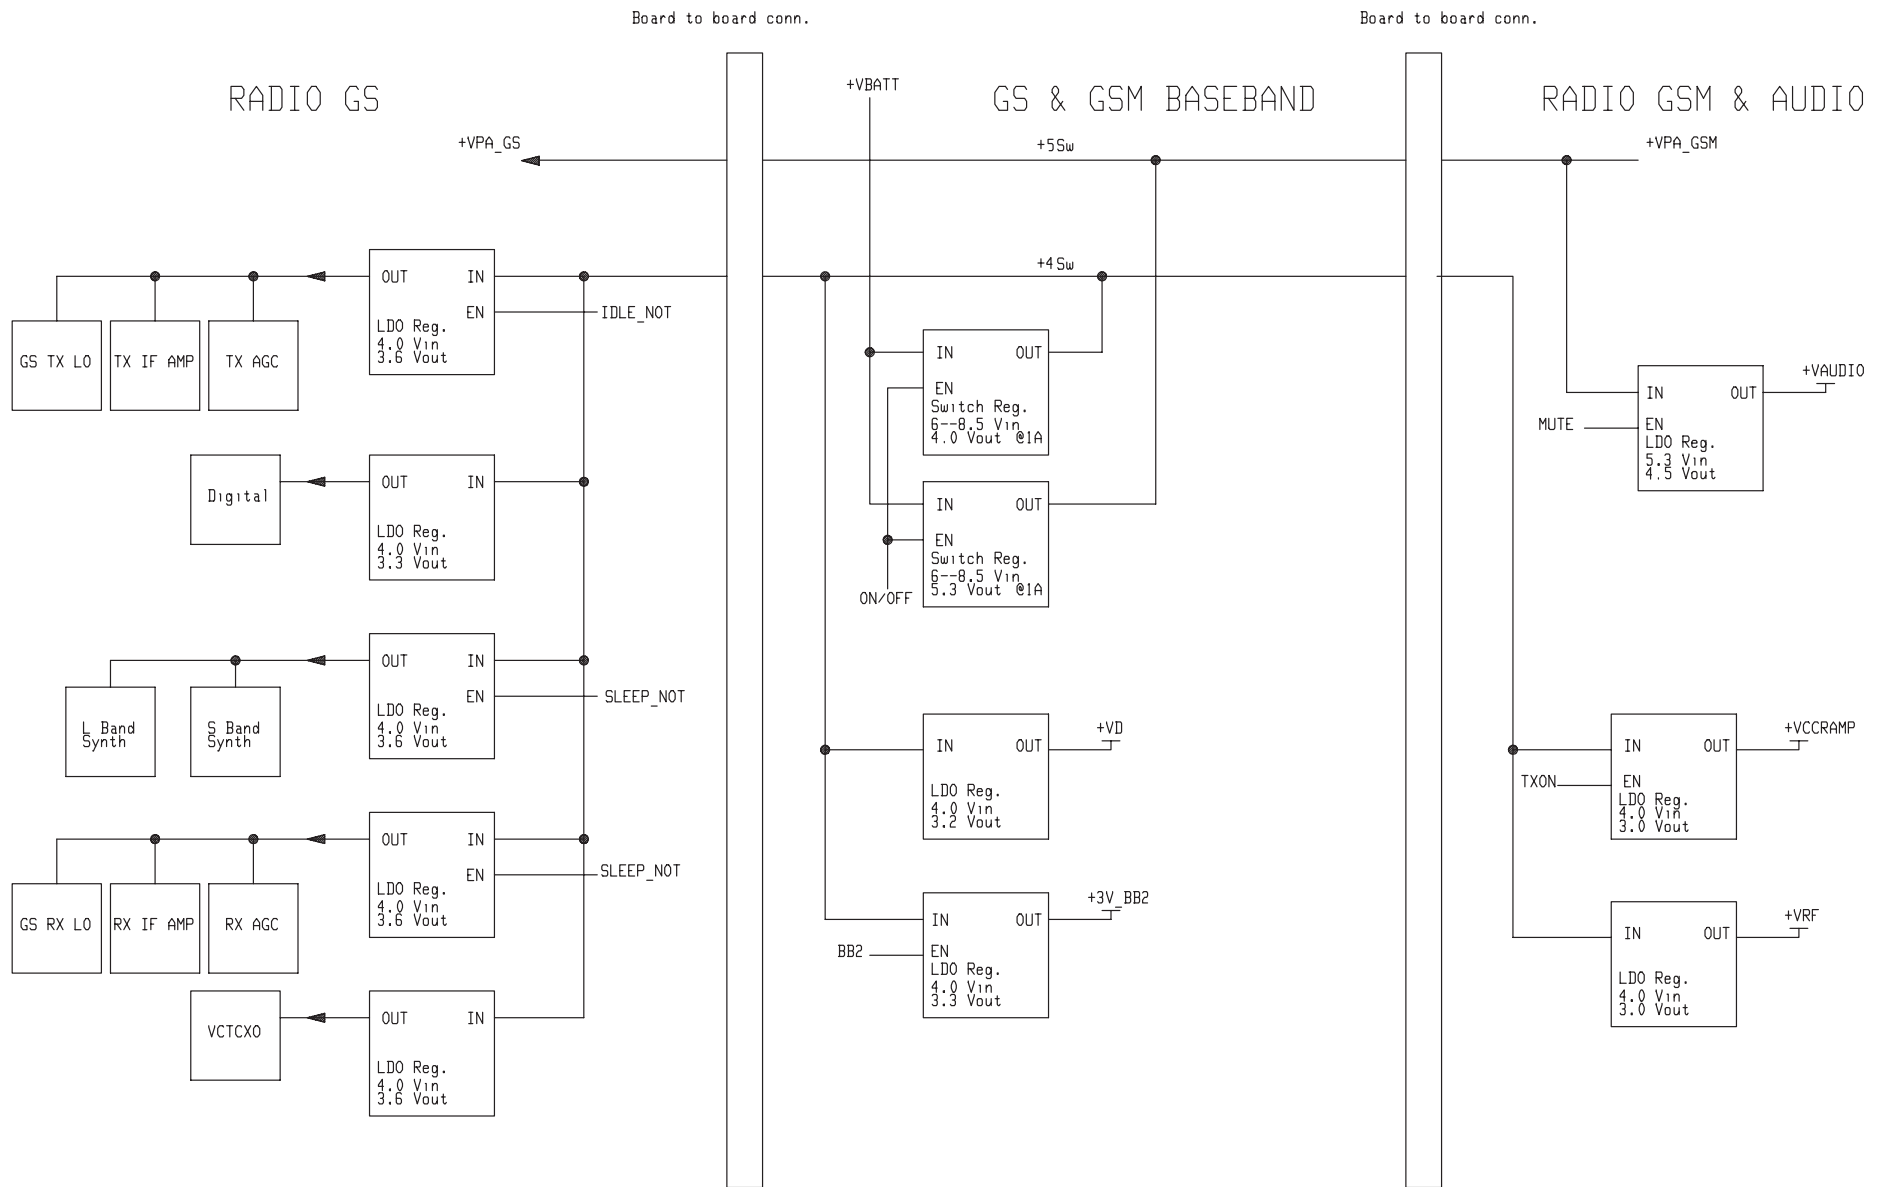 Board to board conn.
Board to board conn.
RADIO GS
+VBATT
GS & GSM BASEBAND
RADIO GSM & AUDIO
+VPA_GS
+5Sw
+VPA_GSM
+4Sw
OUT IN
EN
IDLE_NOT
LDO Reg.
4.0 Vin
3.6 Vout
GS TX LO
TX IF AMP
TX AGC
Digital
OUT IN
LDO Reg.
4.0 Vin
3.3 Vout
L Band
Synth
S Band
Synth
OUT IN
EN
SLEEP_NOT
LDO Reg.
4.0 Vin
3.6 Vout
GS RX LO
RX IF AMP
RX AGC
OUT IN
EN
SLEEP_NOT
LDO Reg.
4.0 Vin
3.6 Vout
VCTCXO
OUT IN
LDO Reg.
4.0 Vin
3.6 Vout
IN OUT
EN
Switch Reg.
6--8.5 Vin
4.0 Vout @1A
IN OUT
EN
Switch Reg.
6--8.5 Vin
5.3 Vout @1A
ON/OFF
+VD
IN OUT
LDO Reg.
4.0 Vin
3.2 Vout
+3V_BB2
IN OUT
BB2
EN
LDO Reg.
4.0 Vin
3.3 Vout
+VAUDIO
IN OUT
MUTE
EN
LDO Reg.
5.3 Vin
4.5 Vout
+VCCRAMP
IN OUT
TXON
EN
LDO Reg.
4.0 Vin
3.0 Vout
+VRF
IN OUT
LDO Reg.
4.0 Vin
3.0 Vout